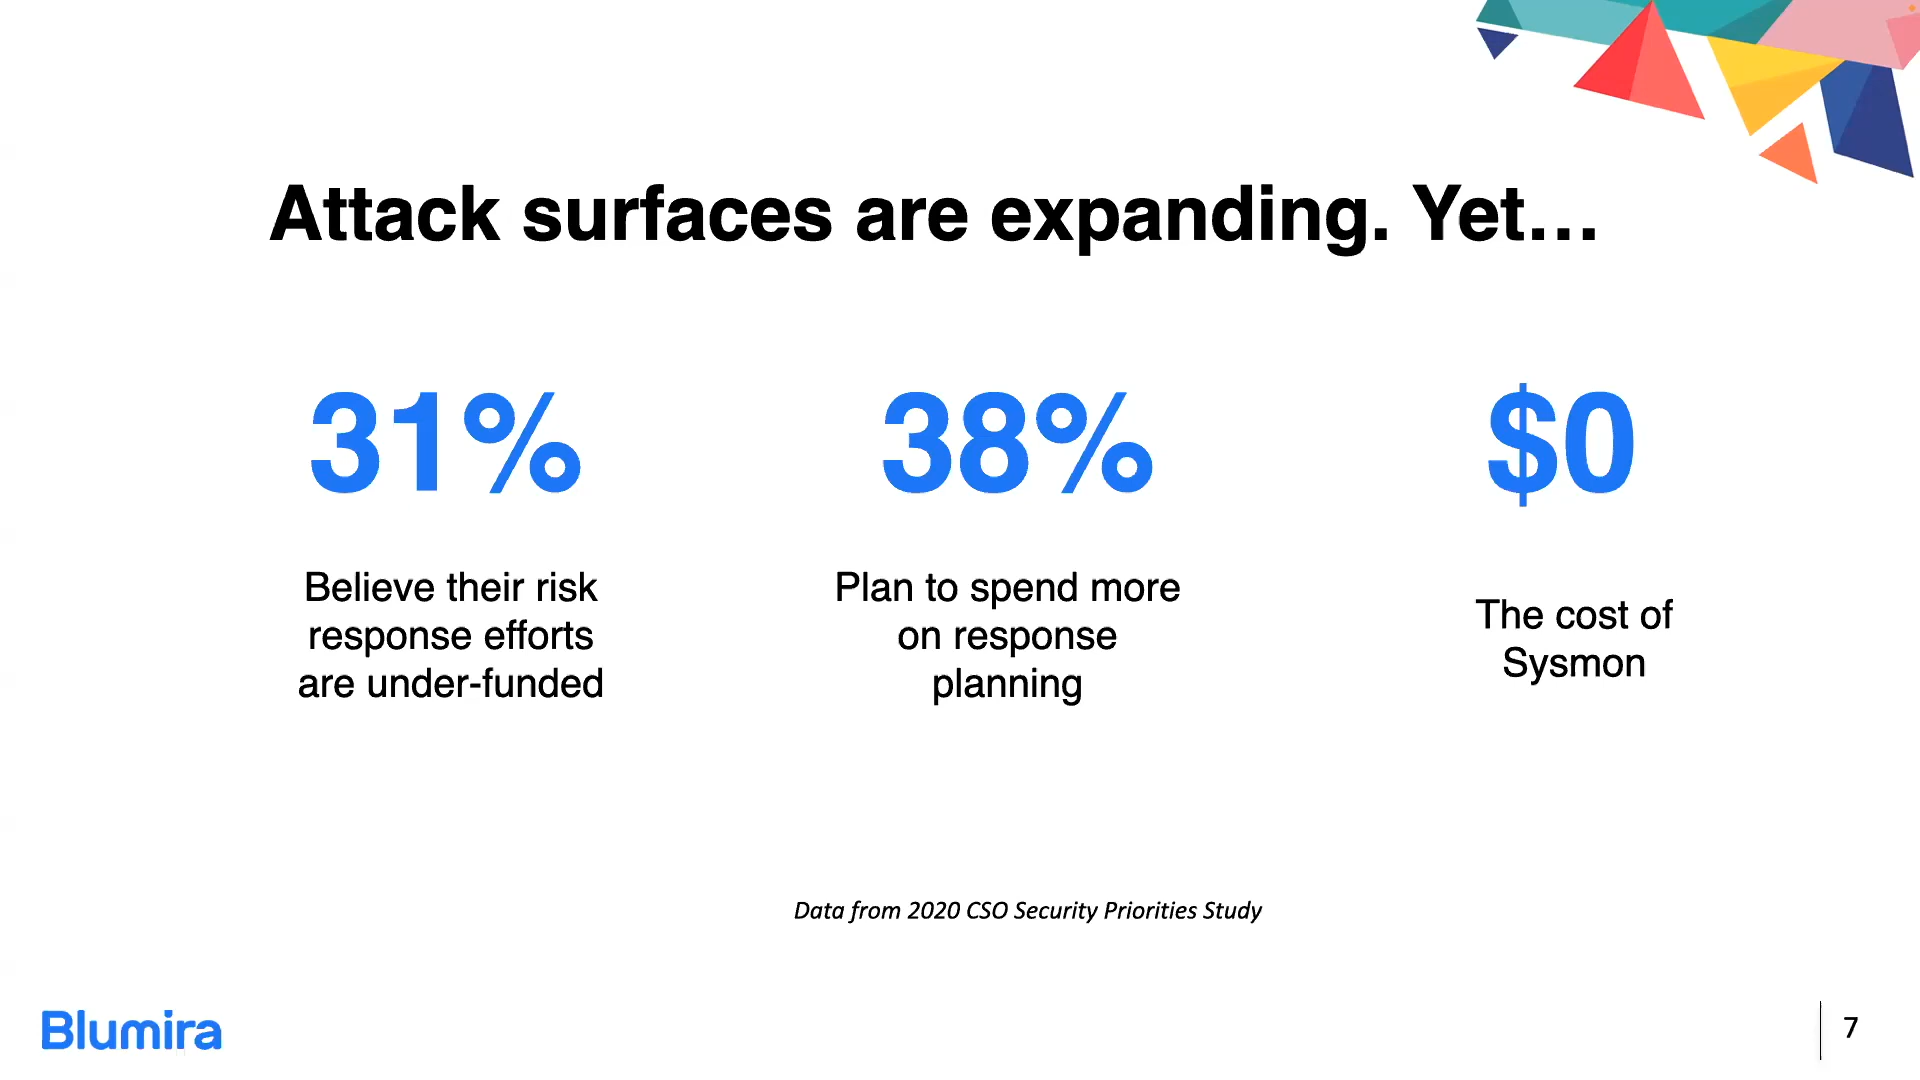 Attack surfaces are expanding. Yet…
31%
Believe their risk
response efforts
are under-funded
38%
Plan to spend more
on response
planning
$0
The cost of
Sysmon
Data from 2020 CSO Security Priorities Study
Blumira
7